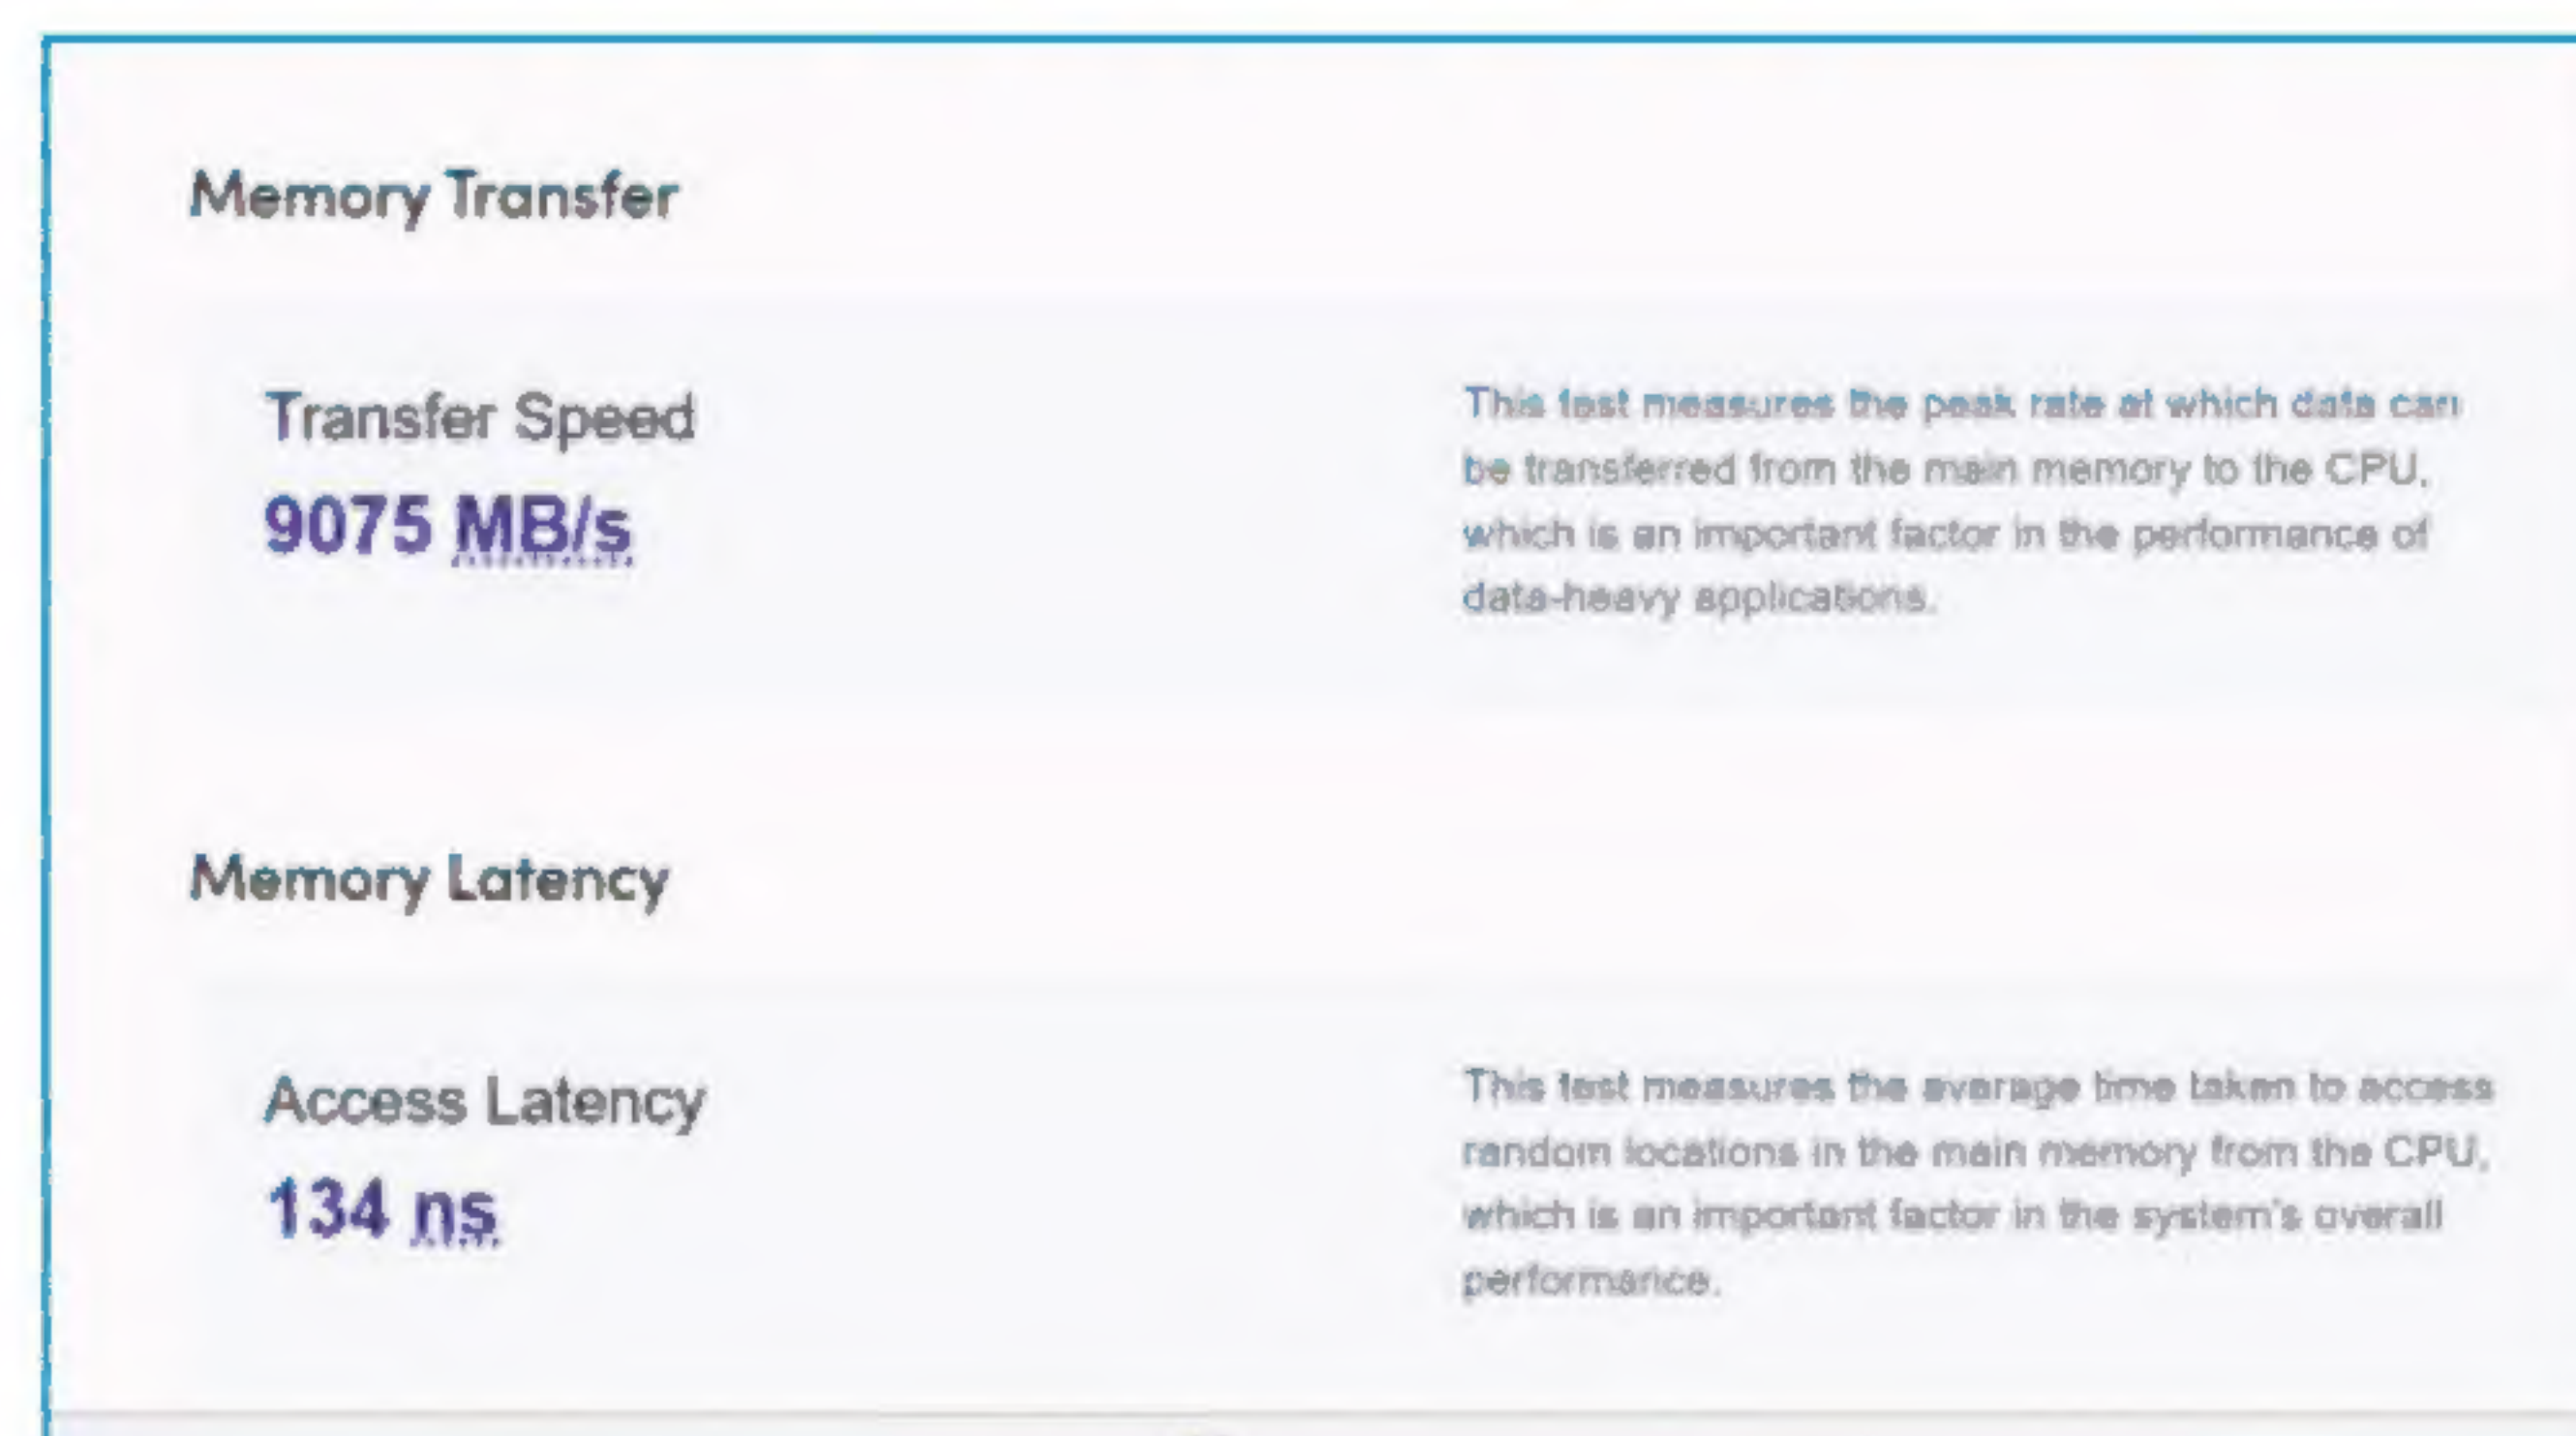 Memory Transfer
Transfer Speed
9075 MB/s
This test measures the peak rate at which data can
be transferred from the main memory to the CPU,
which is an important factor in the performance of
data-heavy applications.
Memory Latency
Access Latency
134 ns
This test measures the average time taken to access
random locations in the main memory from the CPU,
which is an important factor in the system's overall
performance.